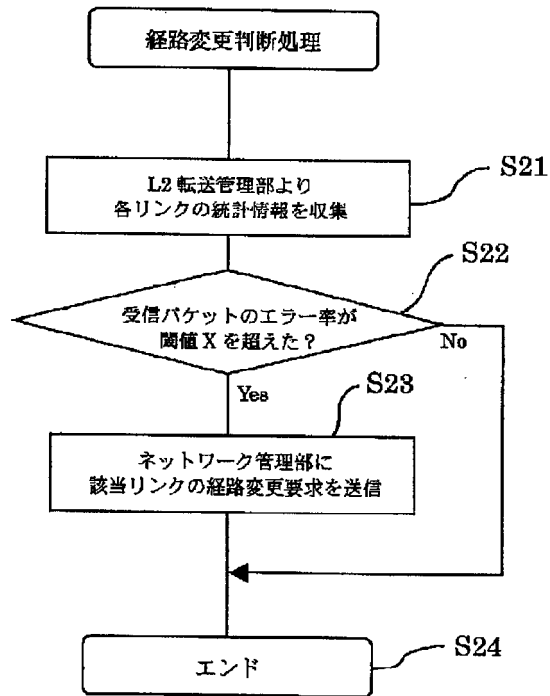 経路変更判断処理
S21
L2 転送管理部より
各リンクの統計情報を収集
S22
受信パケットのエラー率が
閾値 X を超えた？
No
Yes
S23
ネットワーク管理部に
該当リンクの経路変更要求を送信
S24
エンド